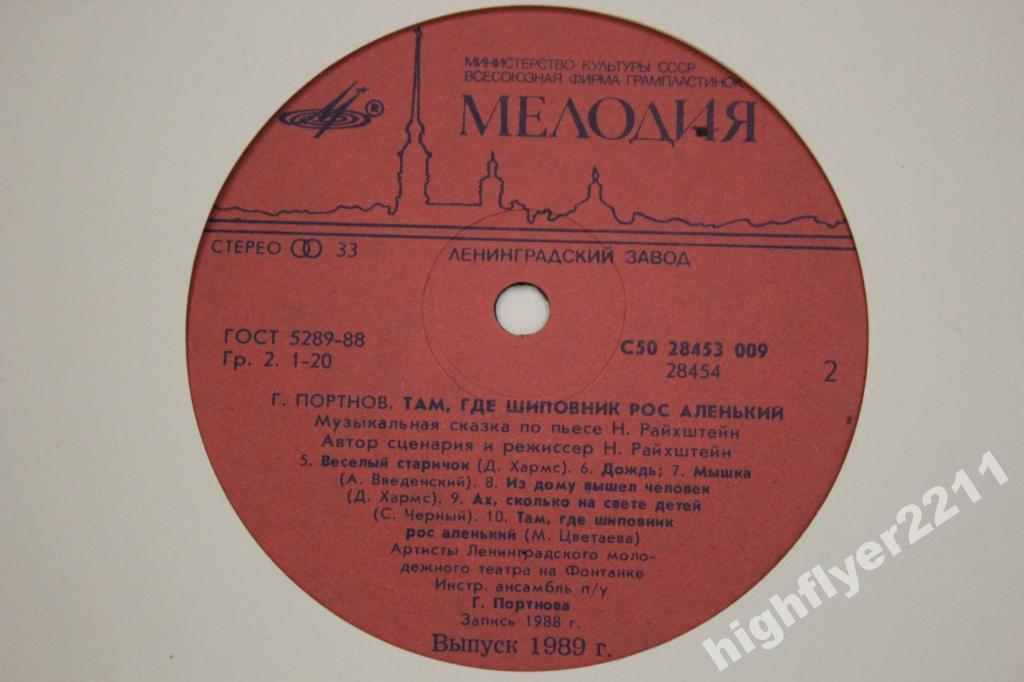 МИНИСТЕРСТВО КУЛЬТУРЫ СССР
ВСЕСОЮЗНАЯ ФИРМА ГРАМПЛАСТИНОК
МЕЛОДИЯ
®
СТЕРЕО 33
ЛЕНИНГРАДСКИЙ ЗАВОД
ГОСТ 5289-88
Гр. 2. 1-20
С50 28453 009
28454
2
Г. ПОРТНОВ. ТАМ, ГДЕ ШИПОВНИК РОС АЛЕНЬКИЙ
Музыкальная сказка по пьесе Н. Райхштейн
Автор сценария и режиссер Н. Райхштейн
5. Веселый старичок (Д. Хармс). 6. Дождь; 7. Мышка
(А. Введенский). 8. Из дому вышел человек
(Д. Хармс). 9. Ах, сколько на свете детей
(С. Черный). 10. Там, где шиповник
рос аленький (М. Цветаева)
Артисты Ленинградского моло-
дежного театра на Фонтанке
Инстр. ансамбль п/у
Г. Портнова
Запись 1988 г.
Выпуск 1989 г.
highflyer2211